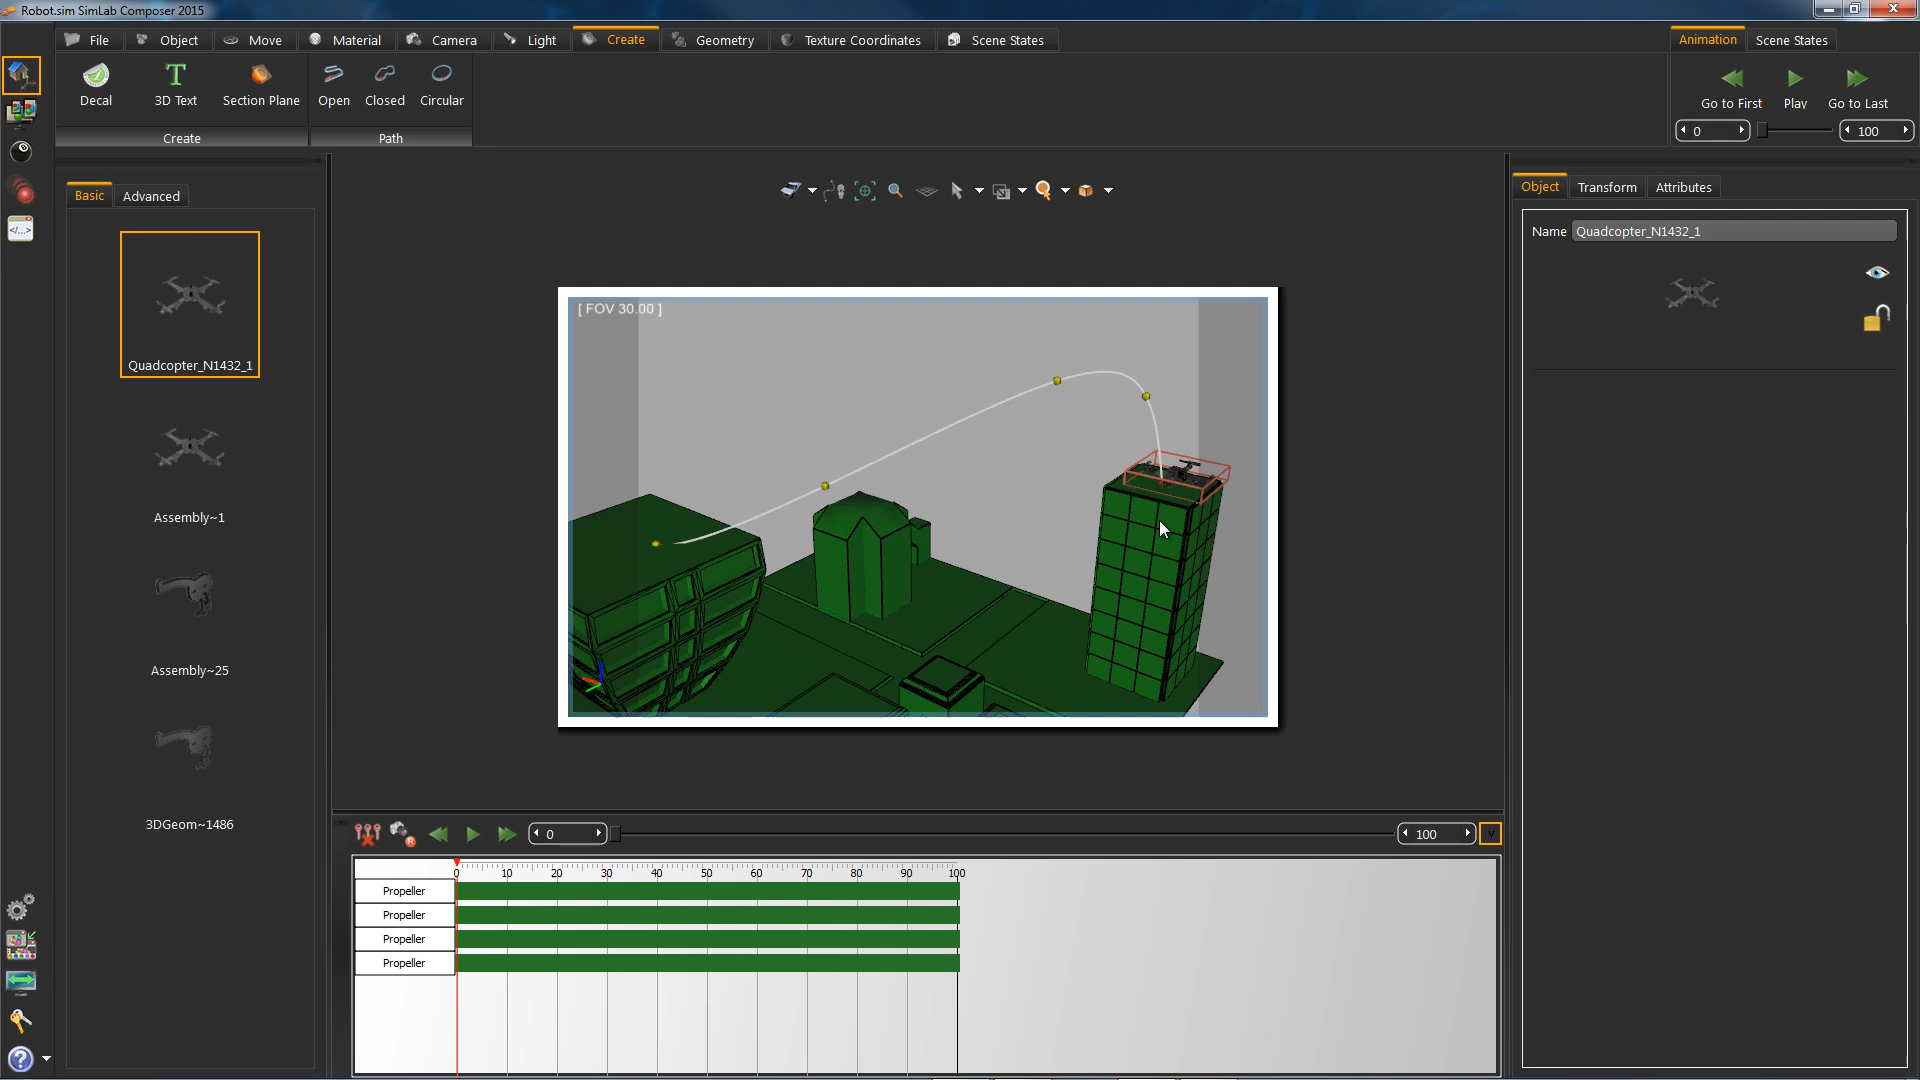 Robot.sim SimLab Composer 2015
File Object Move Material Camera Light Create Geometry Texture Coordinates Scene States
Animation Scene States
Decal 3D Text Section Plane Open Closed Circular
Create Path
Go to First Play Go to Last
0 100
Basic Advanced
Quadcopter_N1432_1
Assembly~1
Assembly~25
3DGeom~1486
[ FOV 30.00 ]
Object Transform Attributes
Name Quadcopter_N1432_1
0 100 v
0 10 20 30 40 50 60 70 80 90 100
Propeller
Propeller
Propeller
Propeller